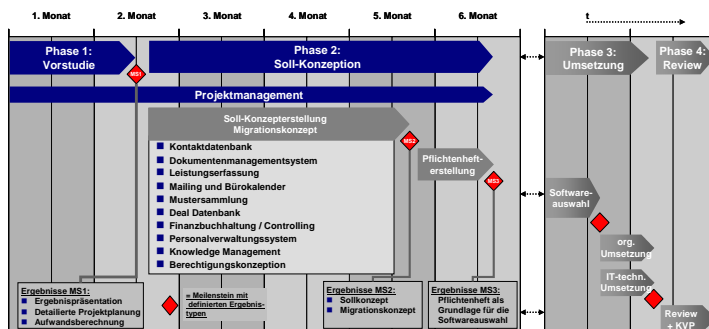 1. Monat
2. Monat
3. Monat
4. Monat
5. Monat
6. Monat
t
Phase 1:
Vorstudie
MS1
Phase 2:
Soll-Konzeption
Phase 3:
Umsetzung
Phase 4:
Review
Projektmanagement
Soll-Konzepterstellung
Migrationskonzept
MS2
Kontaktdatenbank
Dokumentenmanagementsystem
Leistungserfassung
Mailing und Bürokalender
Mustersammlung
Deal Datenbank
Finanzbuchhaltung / Controlling
Personalverwaltungssystem
Knowledge Management
Berechtigungskonzeption
Pflichtenheft-
erstellung
MS3
Software-
auswahl
org.
Umsetzung
IT-techn.
Umsetzung
Review
+ KVP
Ergebnisse MS1:
Ergebnispräsentation
Detailierte Projektplanung
Aufwandsberechnung
= Meilenstein mit
definierten Ergebnis-
typen
Ergebnisse MS2:
Sollkonzept
Migrationskonzept
Ergebnisse MS3:
Pflichtenheft als
Grundlage für die
Softwareauswahl